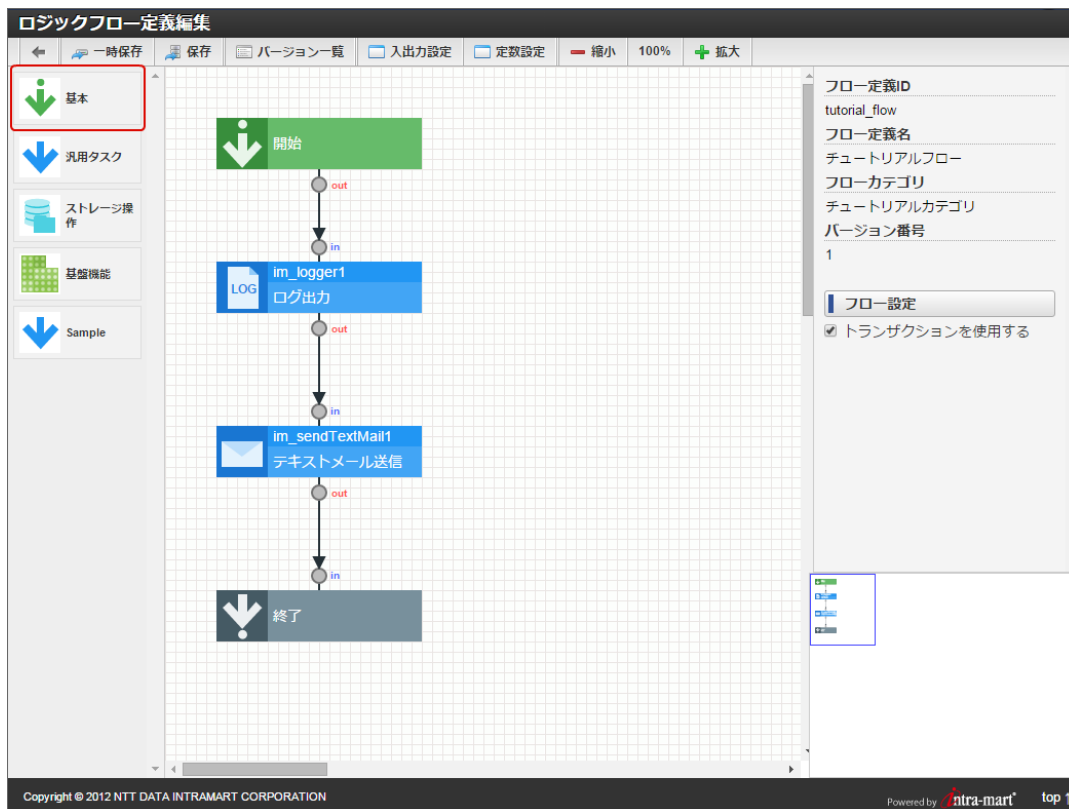 ロジックフロー定義編集
一時保存
保存
バージョン一覧
入出力設定
定数設定
縮小
100%
拡大
基本
汎用タスク
ストレージ操
作
基盤機能
Sample
開始
out
in
im_logger1
LOG
ログ出力
out
in
im_sendTextMail1
テキストメール送信
out
in
終了
フロー定義ID
tutorial_flow
フロー定義名
チュートリアルフロー
フローカテゴリ
チュートリアルカテゴリ
バージョン番号
1
フロー設定
トランザクションを使用する
Copyright © 2012 NTT DATA INTRAMART CORPORATION
Powered by intra-mart
top